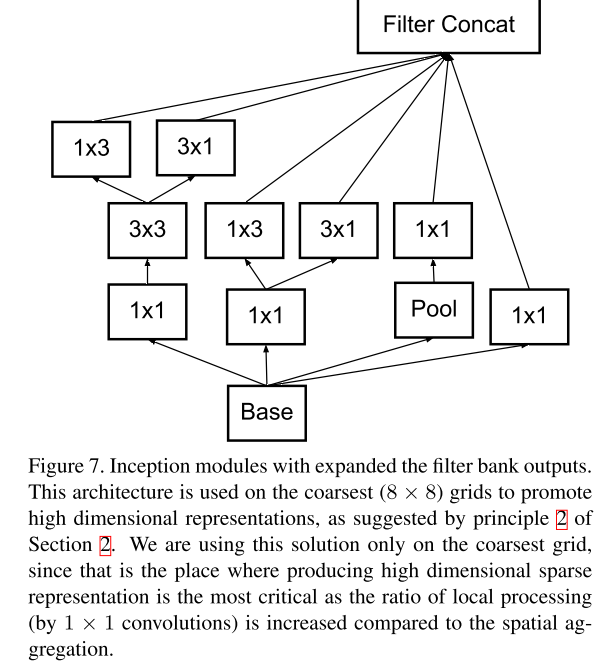 Filter Concat
1x3
3x1
3x3
1x3
3x1
1x1
1x1
1x1
Pool
1x1
Base
Figure 7. Inception modules with expanded the filter bank outputs.
This architecture is used on the coarsest (8 × 8) grids to promote
high dimensional representations, as suggested by principle 2 of
Section 2. We are using this solution only on the coarsest grid,
since that is the place where producing high dimensional sparse
representation is the most critical as the ratio of local processing
(by 1 × 1 convolutions) is increased compared to the spatial ag-
gregation.